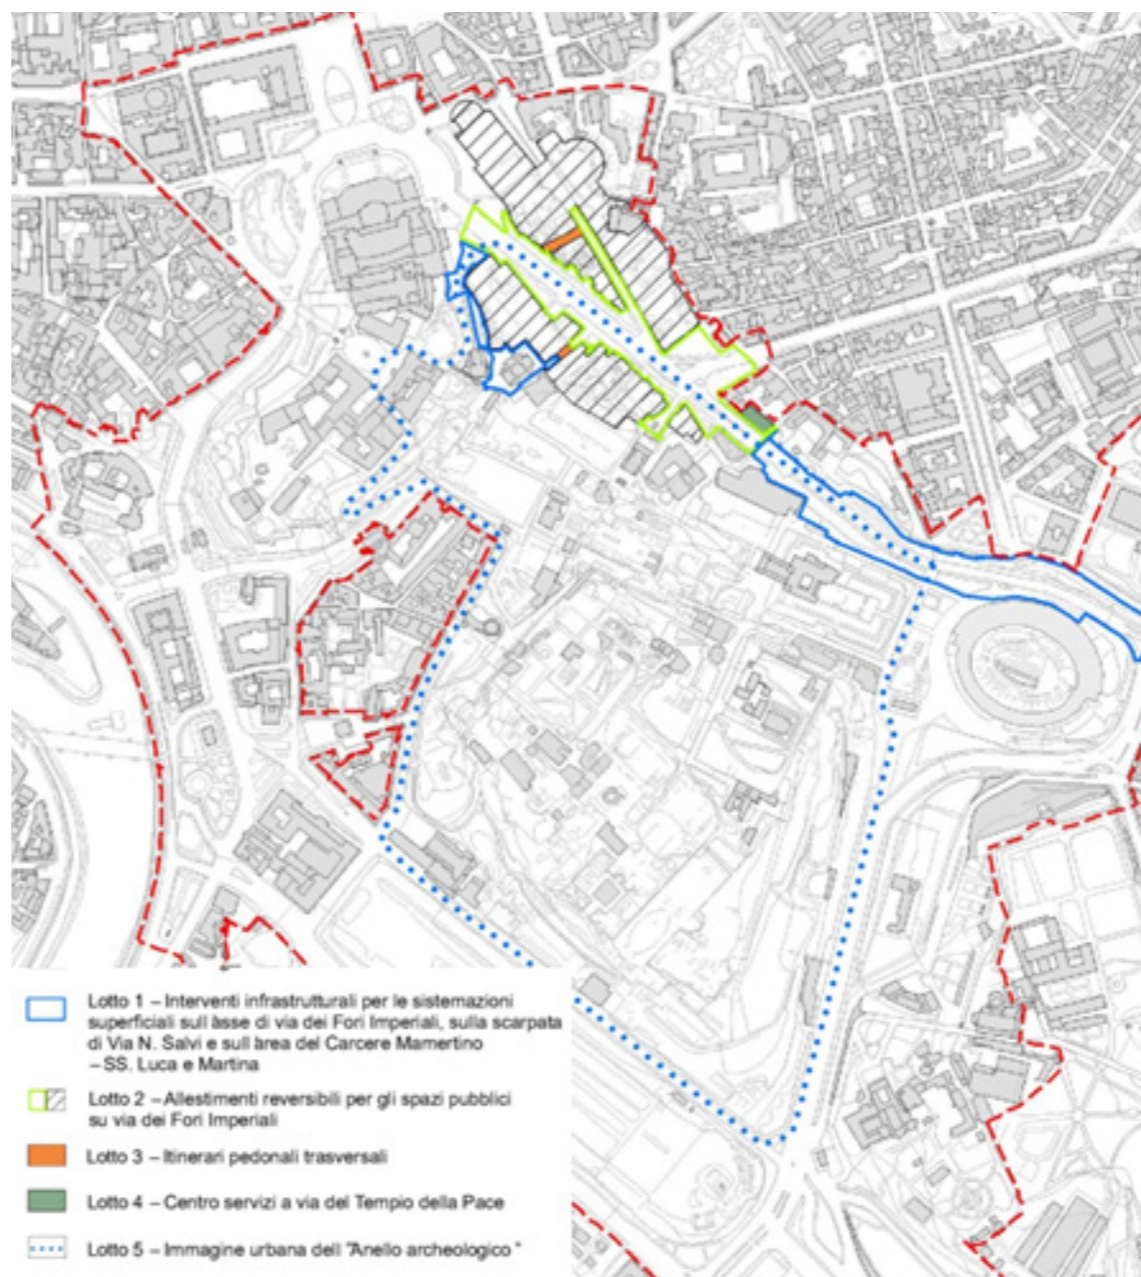 Lotto 1 – Interventi infrastrutturali per le sistemazioni
superficiali sull àsse di via dei Fori Imperiali, sulla scarpata
di Via N. Salvi e sull àrea del Carcere Mamertino
– SS. Luca e Martina
Lotto 2 – Allestimenti reversibili per gli spazi pubblici
su via dei Fori Imperiali
Lotto 3 – Itinerari pedonali trasversali
Lotto 4 – Centro servizi a via del Tempio della Pace
Lotto 5 – Immagine urbana dell "Anello archeologico "